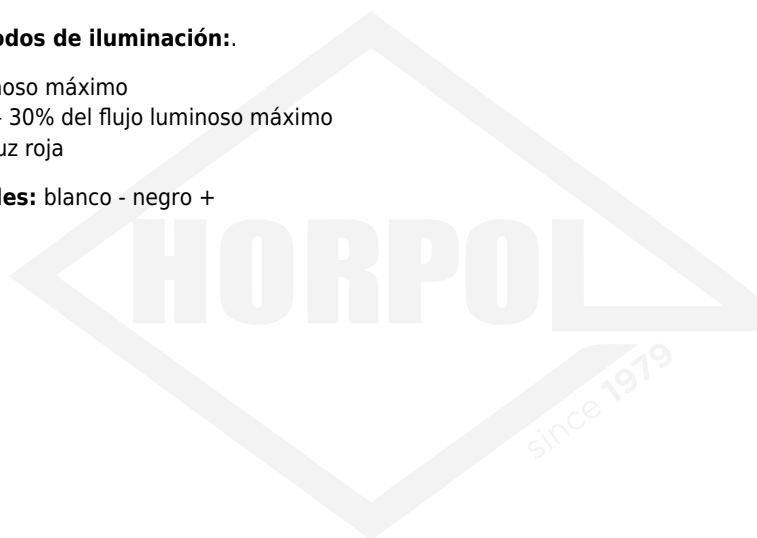 odos de iluminación:.
noso máximo
- 30% del flujo luminoso máximo
uz roja
les: blanco - negro +
HORPOL
since 1979